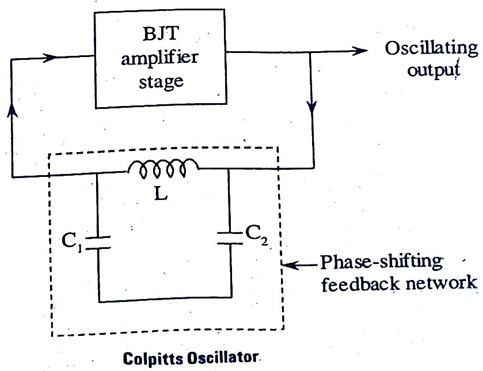 BJT
amplifier
stage
Oscillating
output
L
C₁
C₂
Phase-shifting
feedback network
Colpitts Oscillator.